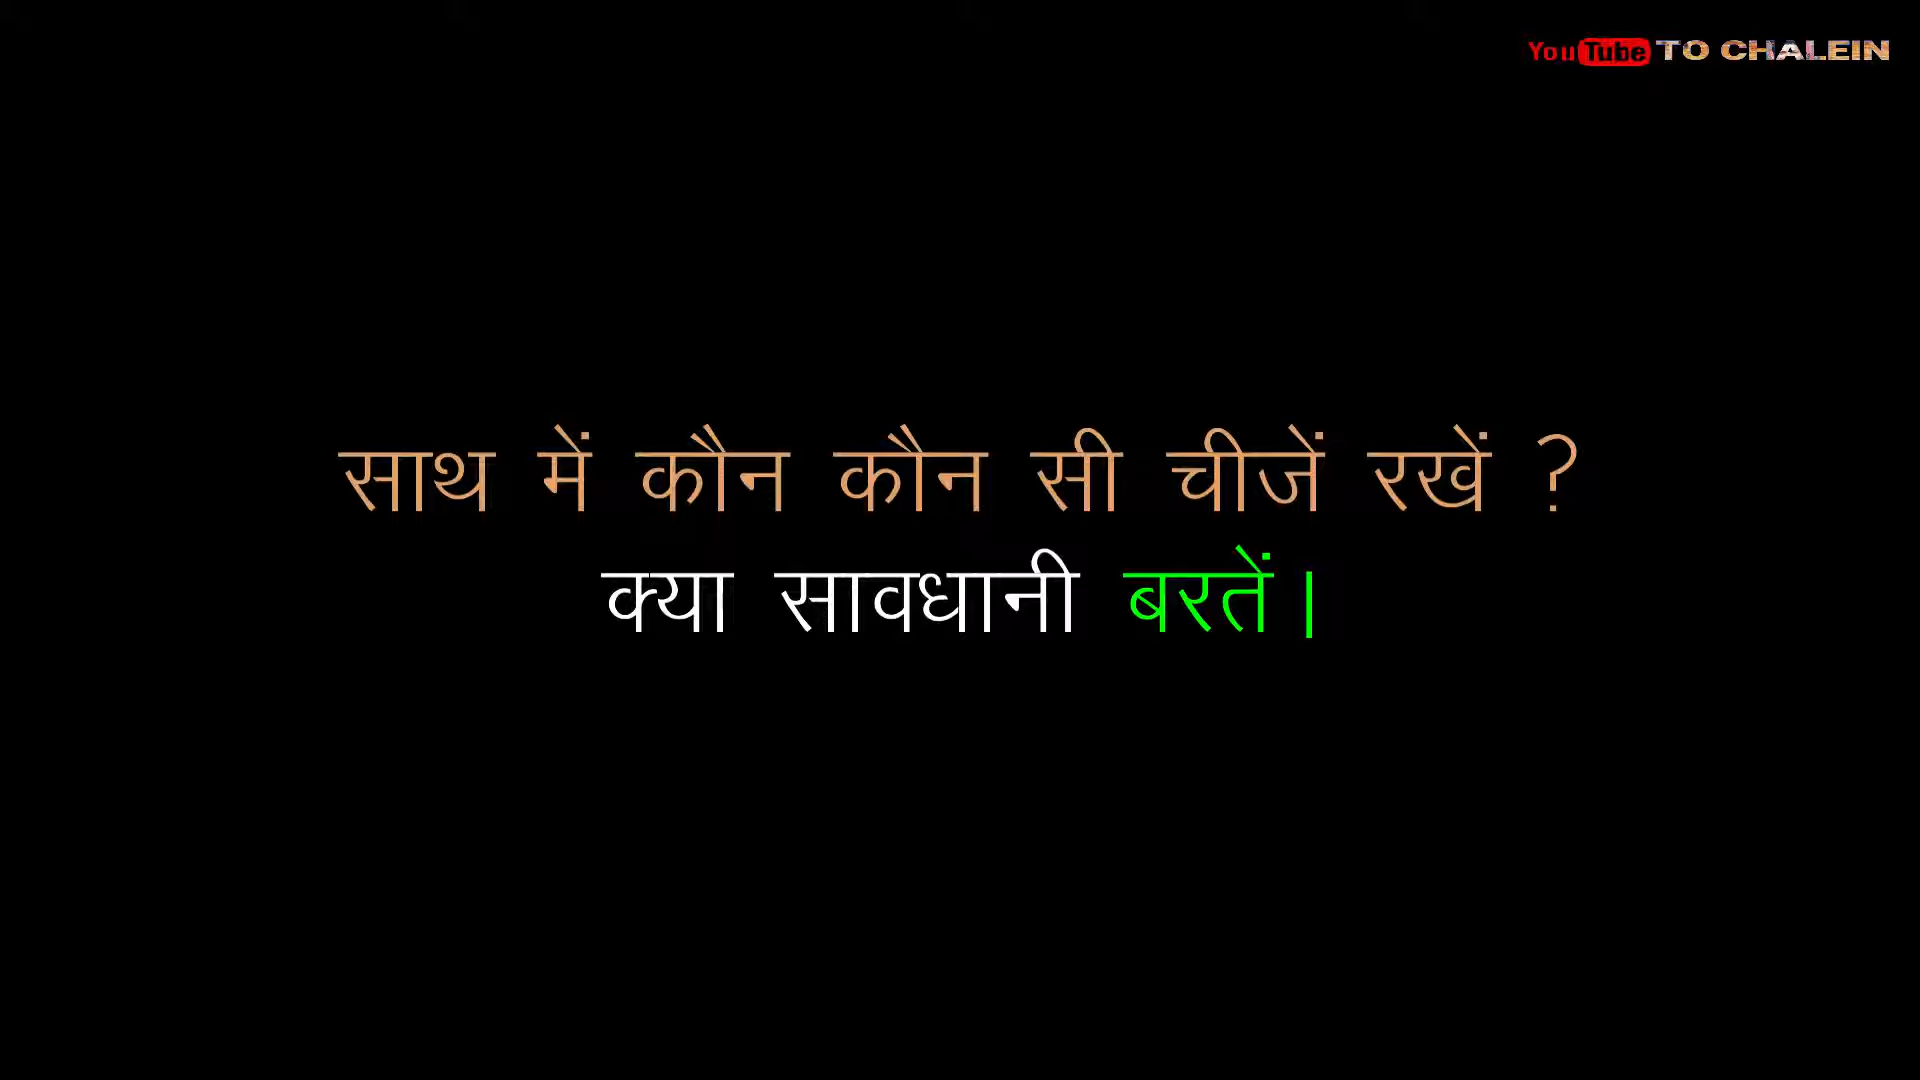 YouTube TO CHALEIN
साथ में कौन कौन सी चीजें रखें ?
क्या सावधानी बरतें।